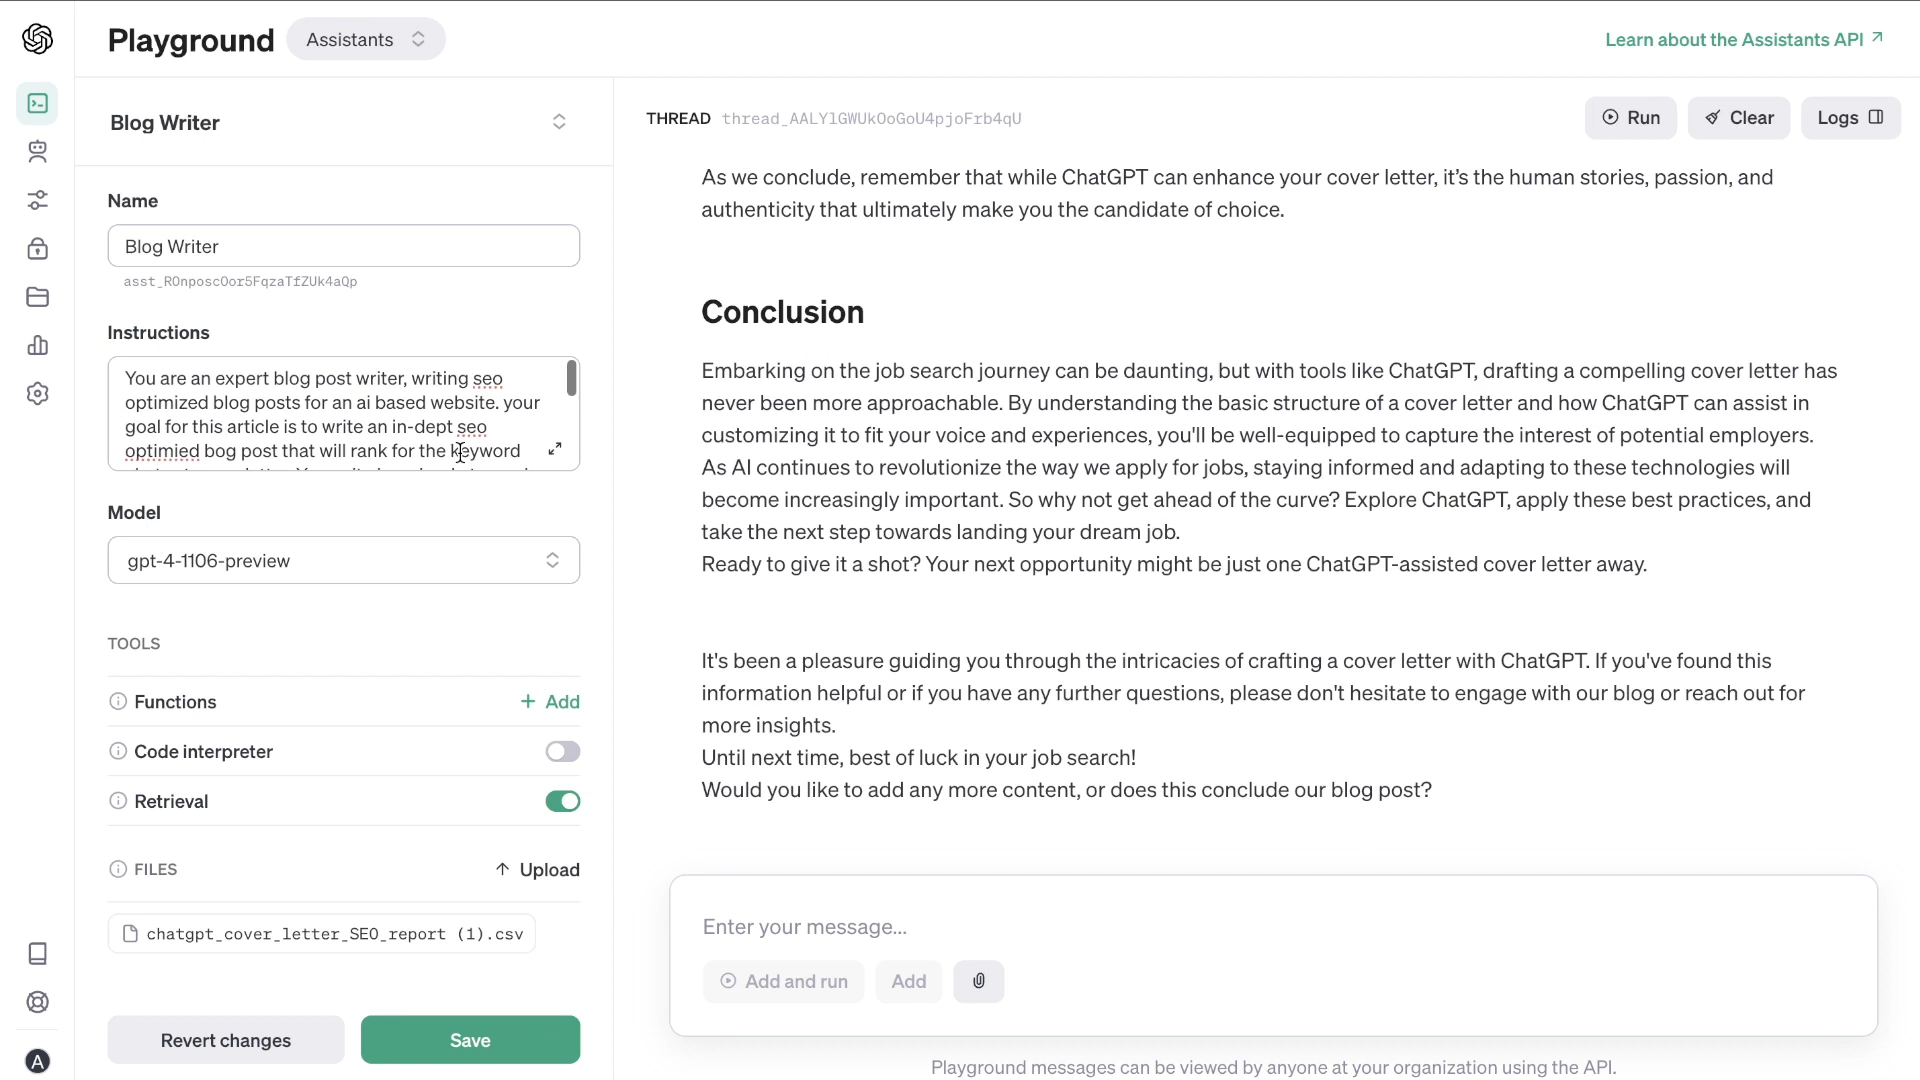 Playground
Assistants
Learn about the Assistants API
Blog Writer
Name
Blog Writer
asst_ROnposcOor5FqzaTfZUk4aQp
Instructions
You are an expert blog post writer, writing seo
optimized blog posts for an ai based website. your
goal for this article is to write an in-dept seo
optimied bog post that will rank for the keyword
Model
gpt-4-1106-preview
TOOLS
Functions
+ Add
Code interpreter
Retrieval
FILES
Upload
chatgpt_cover_letter_SEO_report (1).csv
Revert changes
Save
A
THREAD thread_AALYlGWUkOoGoU4pjoFrb4qU
Run
Clear
Logs
As we conclude, remember that while ChatGPT can enhance your cover letter, it’s the human stories, passion, and
authenticity that ultimately make you the candidate of choice.
Conclusion
Embarking on the job search journey can be daunting, but with tools like ChatGPT, drafting a compelling cover letter has
never been more approachable. By understanding the basic structure of a cover letter and how ChatGPT can assist in
customizing it to fit your voice and experiences, you'll be well-equipped to capture the interest of potential employers.
As AI continues to revolutionize the way we apply for jobs, staying informed and adapting to these technologies will
become increasingly important. So why not get ahead of the curve? Explore ChatGPT, apply these best practices, and
take the next step towards landing your dream job.
Ready to give it a shot? Your next opportunity might be just one ChatGPT-assisted cover letter away.
It's been a pleasure guiding you through the intricacies of crafting a cover letter with ChatGPT. If you've found this
information helpful or if you have any further questions, please don't hesitate to engage with our blog or reach out for
more insights.
Until next time, best of luck in your job search!
Would you like to add any more content, or does this conclude our blog post?
Enter your message...
Add and run
Add
Playground messages can be viewed by anyone at your organization using the API.